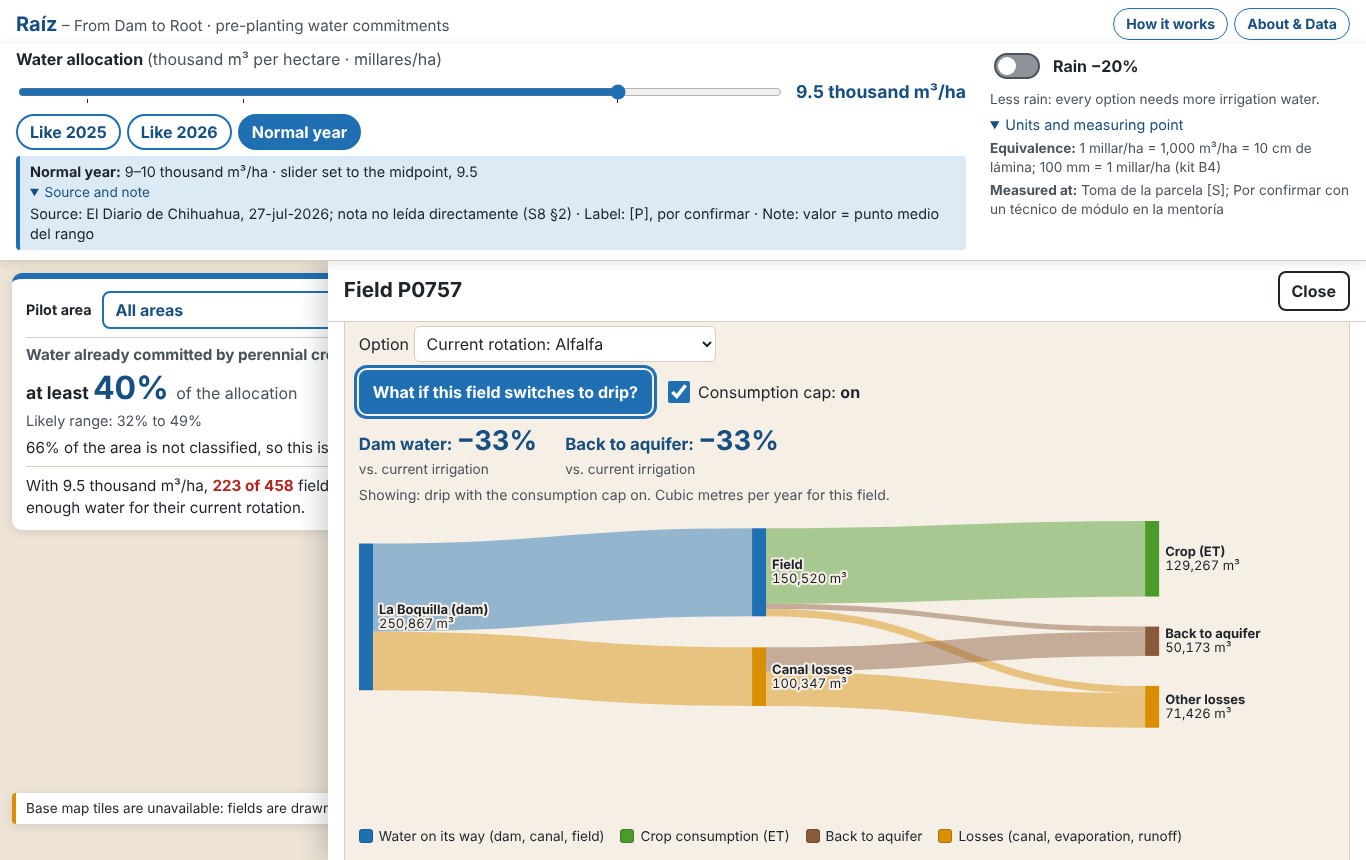 Raíz – From Dam to Root · pre-planting water commitments
How it works
About & Data
Water allocation (thousand m³ per hectare · millares/ha)
9.5 thousand m³/ha
Like 2025
Like 2026
Normal year
Normal year: 9–10 thousand m³/ha · slider set to the midpoint, 9.5
▼ Source and note
Source: El Diario de Chihuahua, 27-jul-2026; nota no leída directamente (S8 §2) · Label: [P], por confirmar · Note: valor = punto medio
del rango
Rain −20%
Less rain: every option needs more irrigation water.
▼ Units and measuring point
Equivalence: 1 millar/ha = 1,000 m³/ha = 10 cm de
lámina; 100 mm = 1 millar/ha (kit B4)
Measured at: Toma de la parcela [S]; Por confirmar con
un técnico de módulo en la mentoría
Pilot area
All areas
Water already committed by perennial cr
at least 40% of the allocation
Likely range: 32% to 49%
66% of the area is not classified, so this is
With 9.5 thousand m³/ha, 223 of 458 field
enough water for their current rotation.
Base map tiles are unavailable: fields are drawn
Field P0757
Close
Option
Current rotation: Alfalfa
What if this field switches to drip?
Consumption cap: on
Dam water: −33%
vs. current irrigation
Back to aquifer: −33%
vs. current irrigation
Showing: drip with the consumption cap on. Cubic metres per year for this field.
La Boquilla (dam)
250,867 m³
Field
150,520 m³
Canal losses
100,347 m³
Crop (ET)
129,267 m³
Back to aquifer
50,173 m³
Other losses
71,426 m³
Water on its way (dam, canal, field)
Crop consumption (ET)
Back to aquifer
Losses (canal, evaporation, runoff)